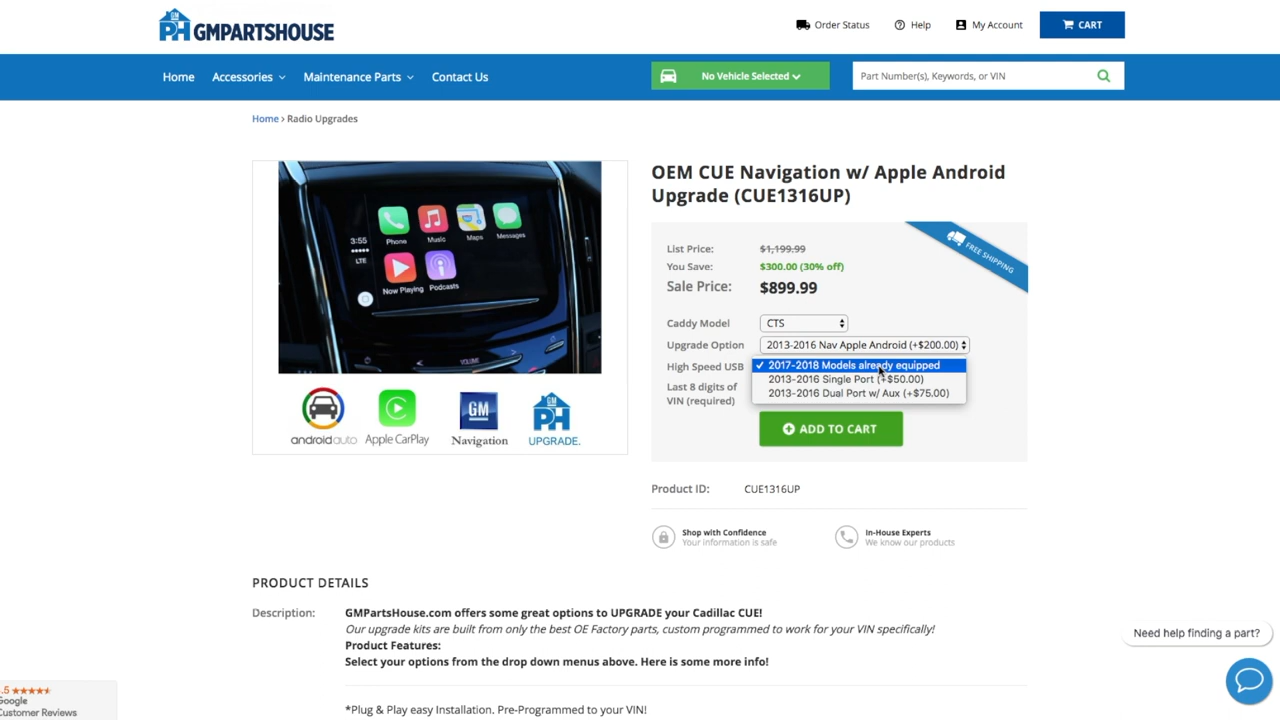 GM
PH GMPARTSHOUSE
Order Status
Help
My Account
CART
Home
Accessories
Maintenance Parts
Contact Us
No Vehicle Selected
Part Number(s), Keywords, or VIN
Home › Radio Upgrades
3:55
LTE
Phone
Music
Maps
Messages
Now Playing
Podcasts
VOLUME
androidauto
Apple CarPlay
GM
Navigation
GM
PH
UPGRADE.
OEM CUE Navigation w/ Apple Android
Upgrade (CUE1316UP)
FREE SHIPPING
List Price: $1,199.99
You Save: $300.00 (30% off)
Sale Price: $899.99
Caddy Model CTS
Upgrade Option 2013-2016 Nav Apple Android (+$200.00)
High Speed USB ✓ 2017-2018 Models already equipped
2013-2016 Single Port (+$50.00)
2013-2016 Dual Port w/ Aux (+$75.00)
Last 8 digits of
VIN (required)
ADD TO CART
Product ID: CUE1316UP
Shop with Confidence
Your information is safe
In-House Experts
We know our products
PRODUCT DETAILS
Description: GMPartsHouse.com offers some great options to UPGRADE your Cadillac CUE!
Our upgrade kits are built from only the best OE Factory parts, custom programmed to work for your VIN specifically!
Product Features:
Select your options from the drop down menus above. Here is some more info!
*Plug & Play easy Installation. Pre-Programmed to your VIN!
Need help finding a part?
.5 ★★★★★
Google
Customer Reviews